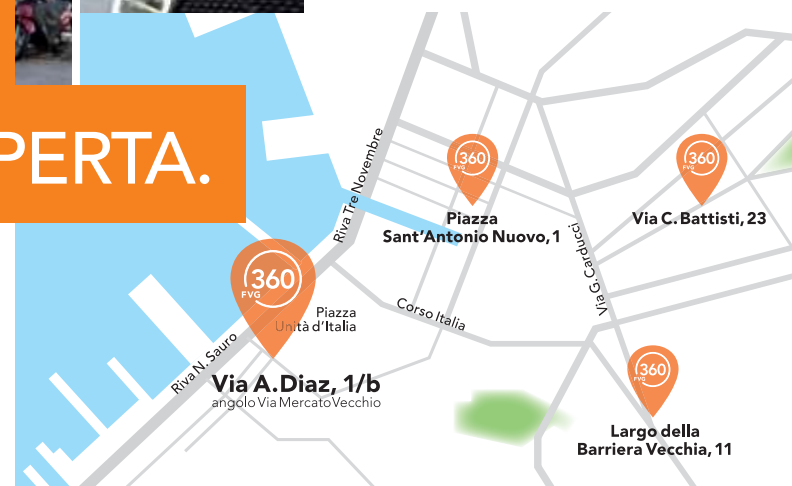 PERTA.
Riva Tre Novembre
360
FVG
Piazza
Sant'Antonio Nuovo, 1
360
FVG
Via C. Battisti, 23
Via G. Carducci
360
FVG
Piazza
Unità d'Italia
Corso Italia
Riva N. Sauro
Via A.Diaz, 1/b
angolo Via Mercato Vecchio
360
FVG
Largo della
Barriera Vecchia, 11